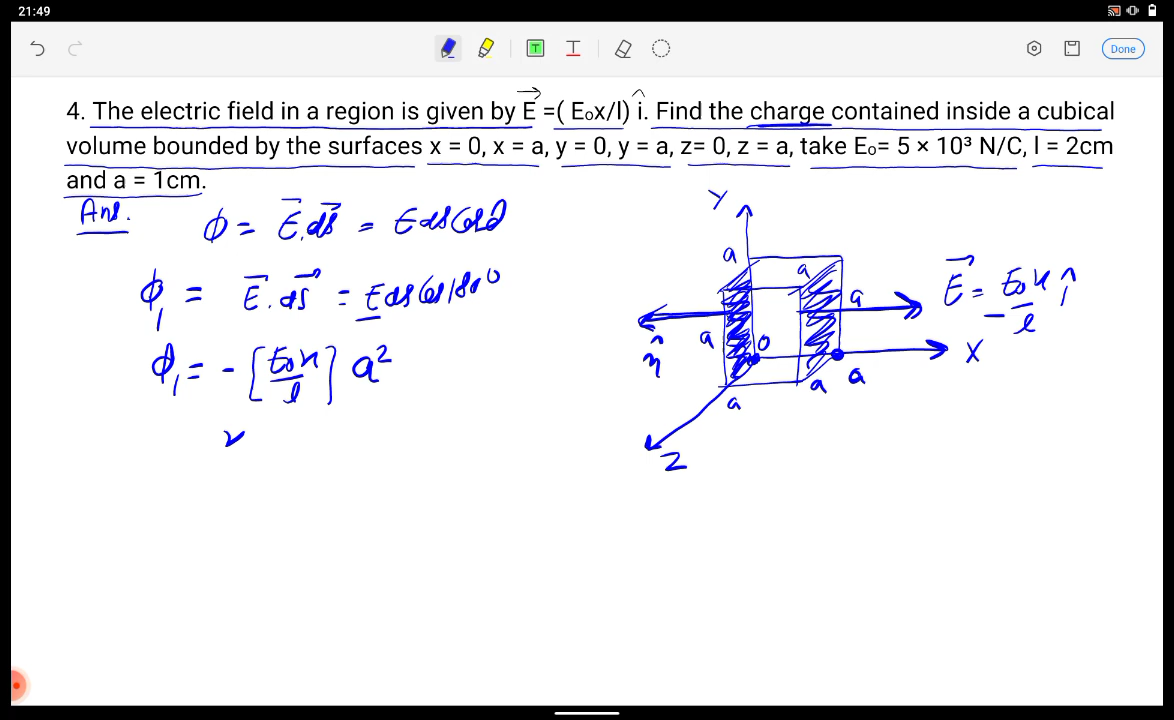 21:49
T T Done
4. The electric field in a region is given by E =( E₀x/l) i. Find the charge contained inside a cubical
volume bounded by the surfaces x = 0, x = a, y = 0, y = a, z= 0, z = a, take E₀= 5 × 10³ N/C, l = 2cm
and a = 1cm.
Ans. ϕ = E⃗.ds⃗ = E ds Cosθ
ϕ₁ = E⃗.ds⃗ = E ds Cos180°
ϕ₁ = - [E₀x/l] a²
Y
a
a
a
E⃗ = E₀x/l î
n̂
a
O
X
a
a
a
Z